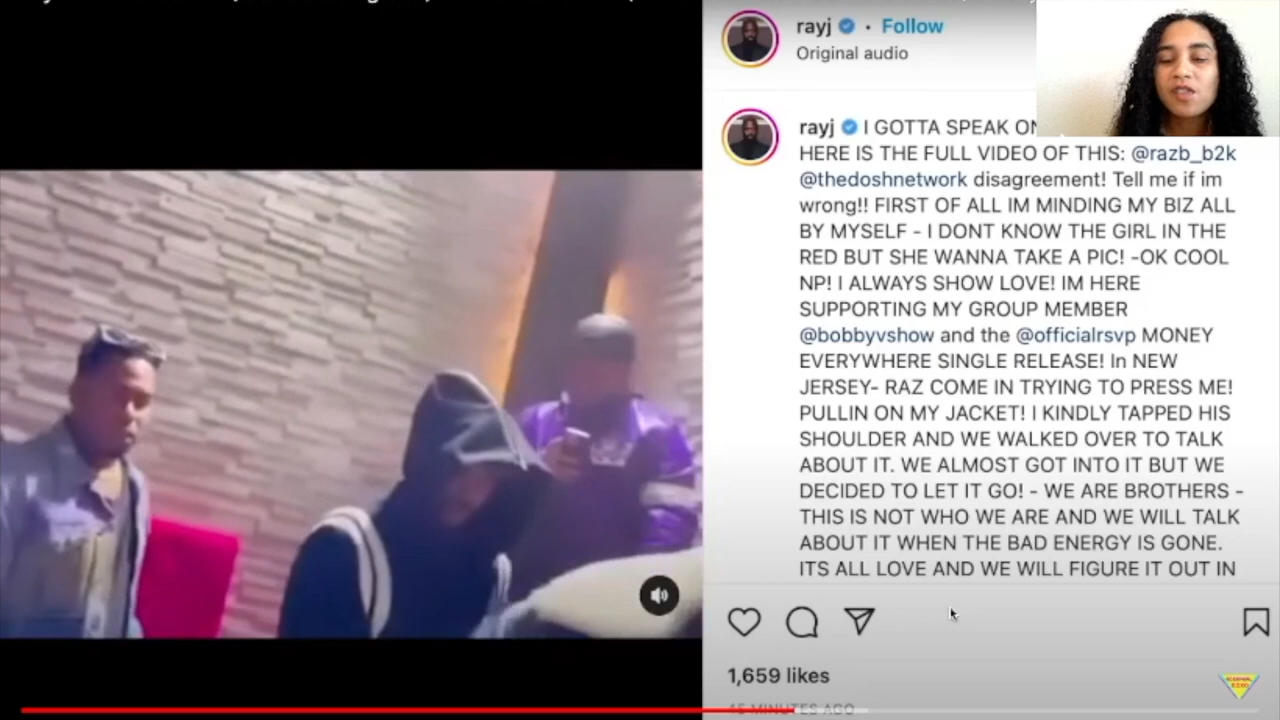 rayj · Follow
Original audio
rayj I GOTTA SPEAK ON
HERE IS THE FULL VIDEO OF THIS: @razb_b2k
@thedoshnetwork disagreement! Tell me if im
wrong!! FIRST OF ALL IM MINDING MY BIZ ALL
BY MYSELF - I DONT KNOW THE GIRL IN THE
RED BUT SHE WANNA TAKE A PIC! -OK COOL
NP! I ALWAYS SHOW LOVE! IM HERE
SUPPORTING MY GROUP MEMBER
@bobbyvshow and the @officialrsvp MONEY
EVERYWHERE SINGLE RELEASE! In NEW
JERSEY- RAZ COME IN TRYING TO PRESS ME!
PULLIN ON MY JACKET! I KINDLY TAPPED HIS
SHOULDER AND WE WALKED OVER TO TALK
ABOUT IT. WE ALMOST GOT INTO IT BUT WE
DECIDED TO LET IT GO! - WE ARE BROTHERS -
THIS IS NOT WHO WE ARE AND WE WILL TALK
ABOUT IT WHEN THE BAD ENERGY IS GONE.
ITS ALL LOVE AND WE WILL FIGURE IT OUT IN
1,659 likes
45 MINUTES AGO